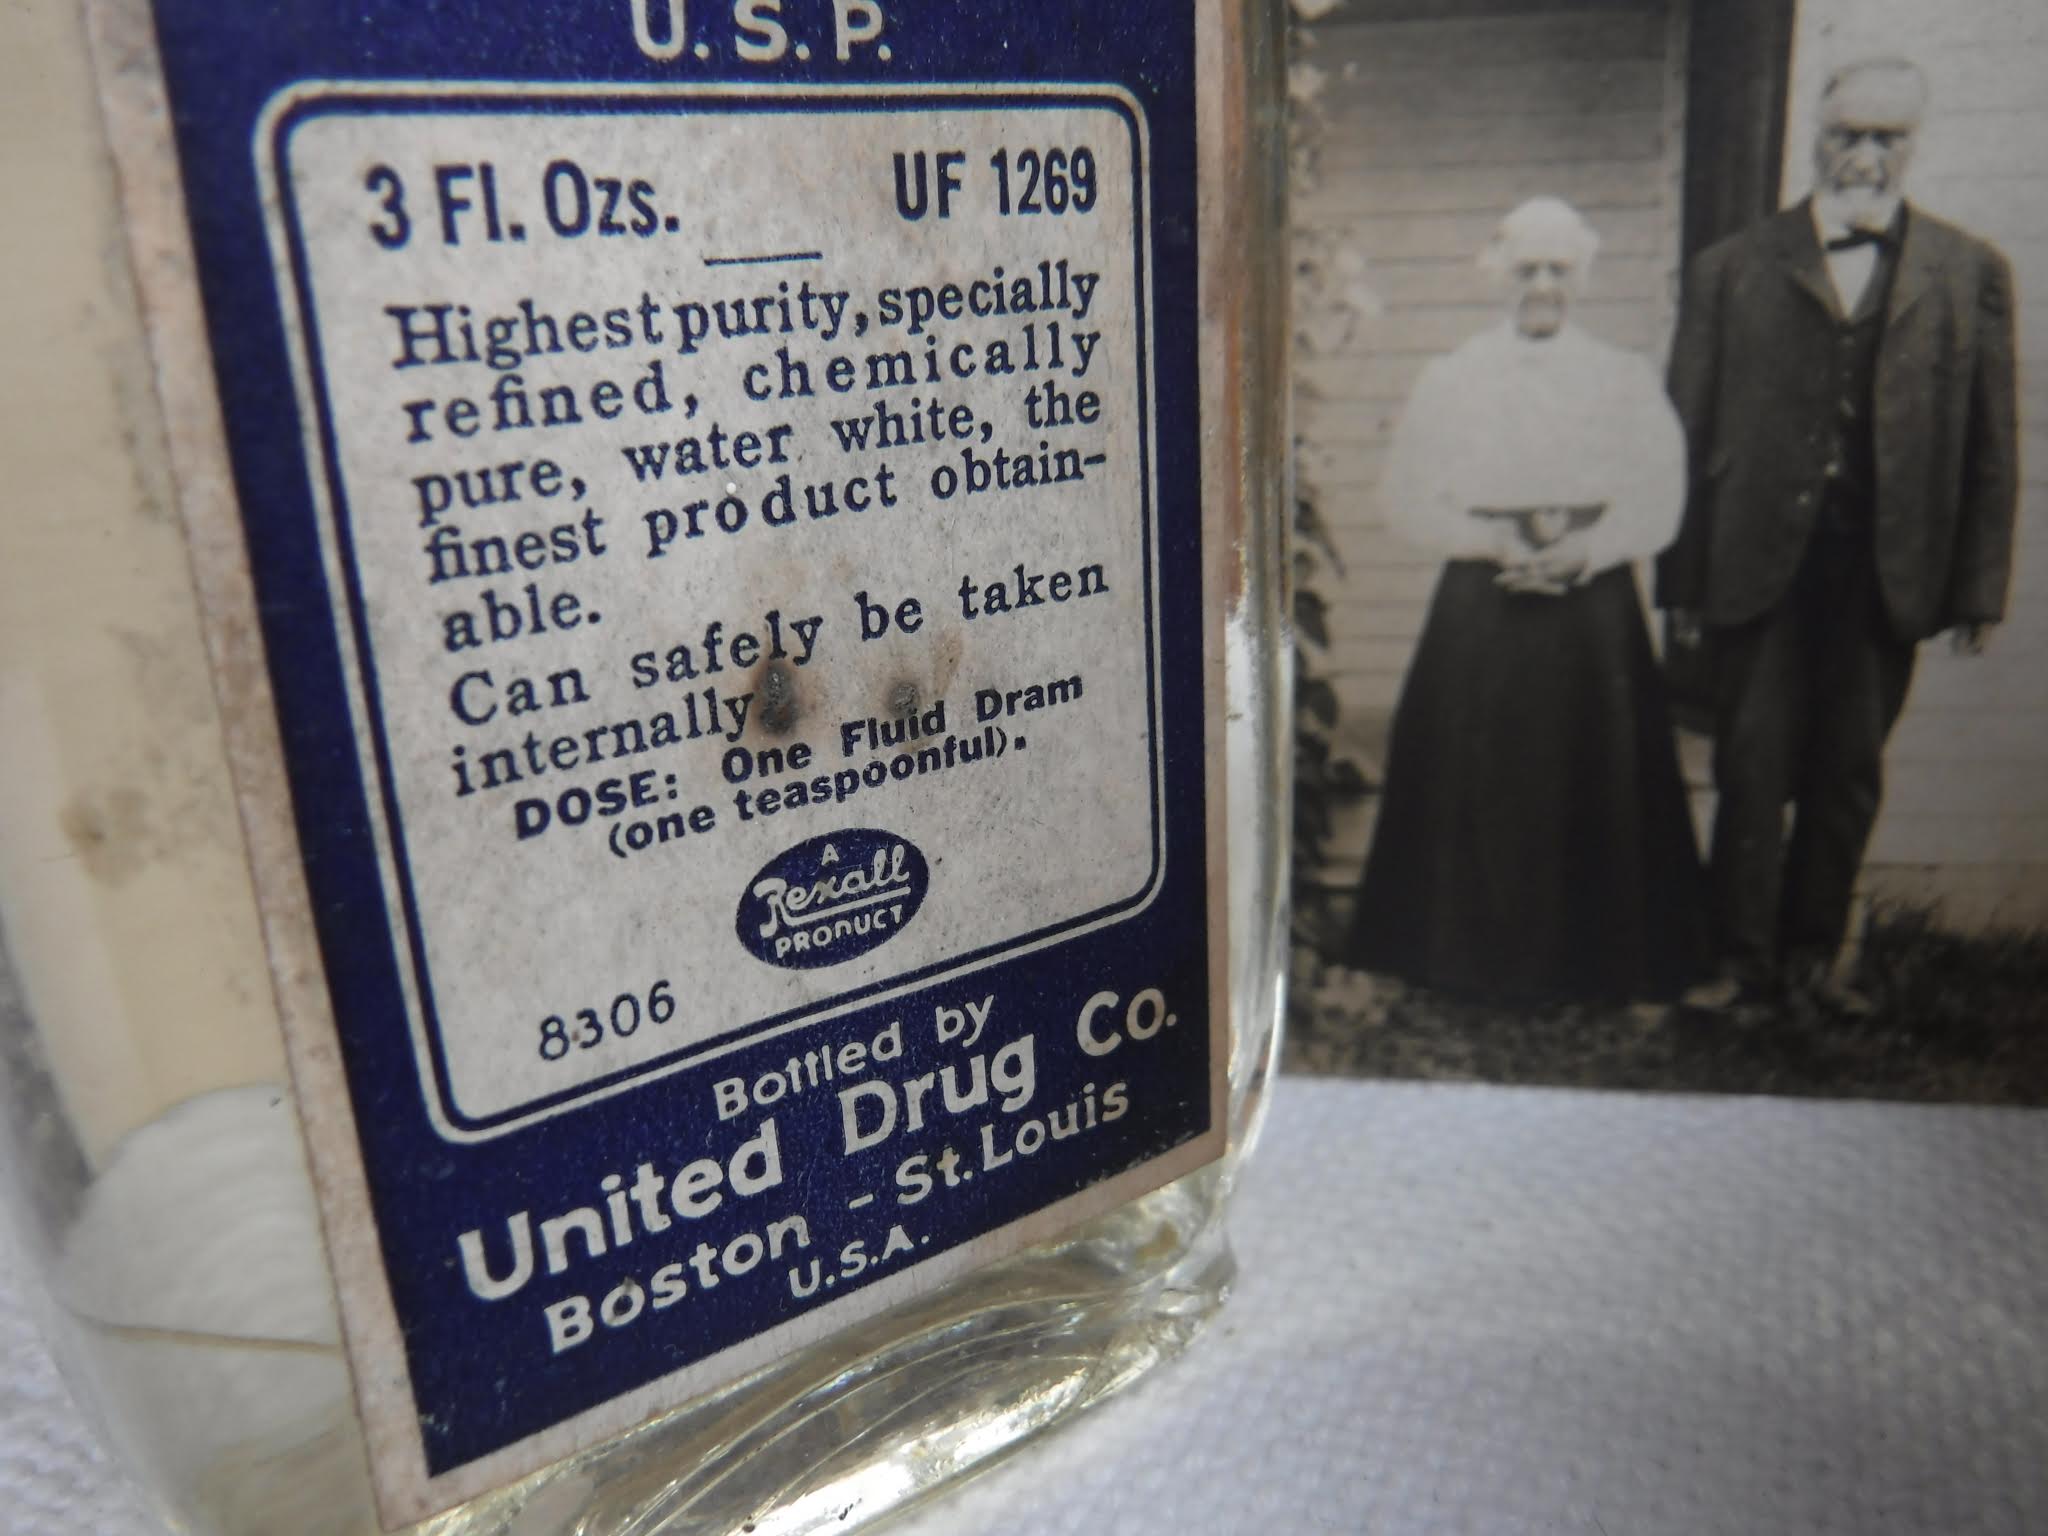 U.S.P.
3 Fl. Ozs. UF 1269
Highest purity, specially
refined, chemically
pure, water white, the
finest product obtain-
able.
Can safely be taken
internally
DOSE: One Fluid Dram
(one teaspoonful).
A
Rexall
PRODUCT
8306
Bottled by
United Drug Co.
Boston - St. Louis
U.S.A.